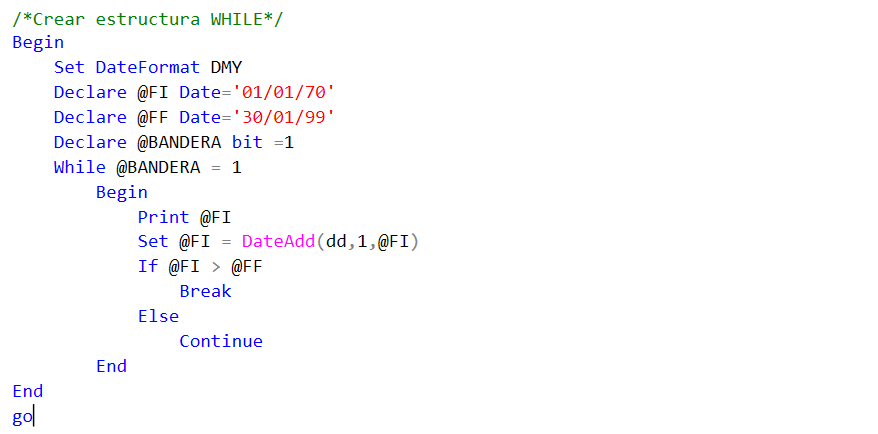 /*Crear estructura WHILE*/
Begin
    Set DateFormat DMY
    Declare @FI Date='01/01/70'
    Declare @FF Date='30/01/99'
    Declare @BANDERA bit =1
    While @BANDERA = 1
        Begin
            Print @FI
            Set @FI = DateAdd(dd,1,@FI)
            If @FI > @FF
                Break
            Else
                Continue
        End
End
go